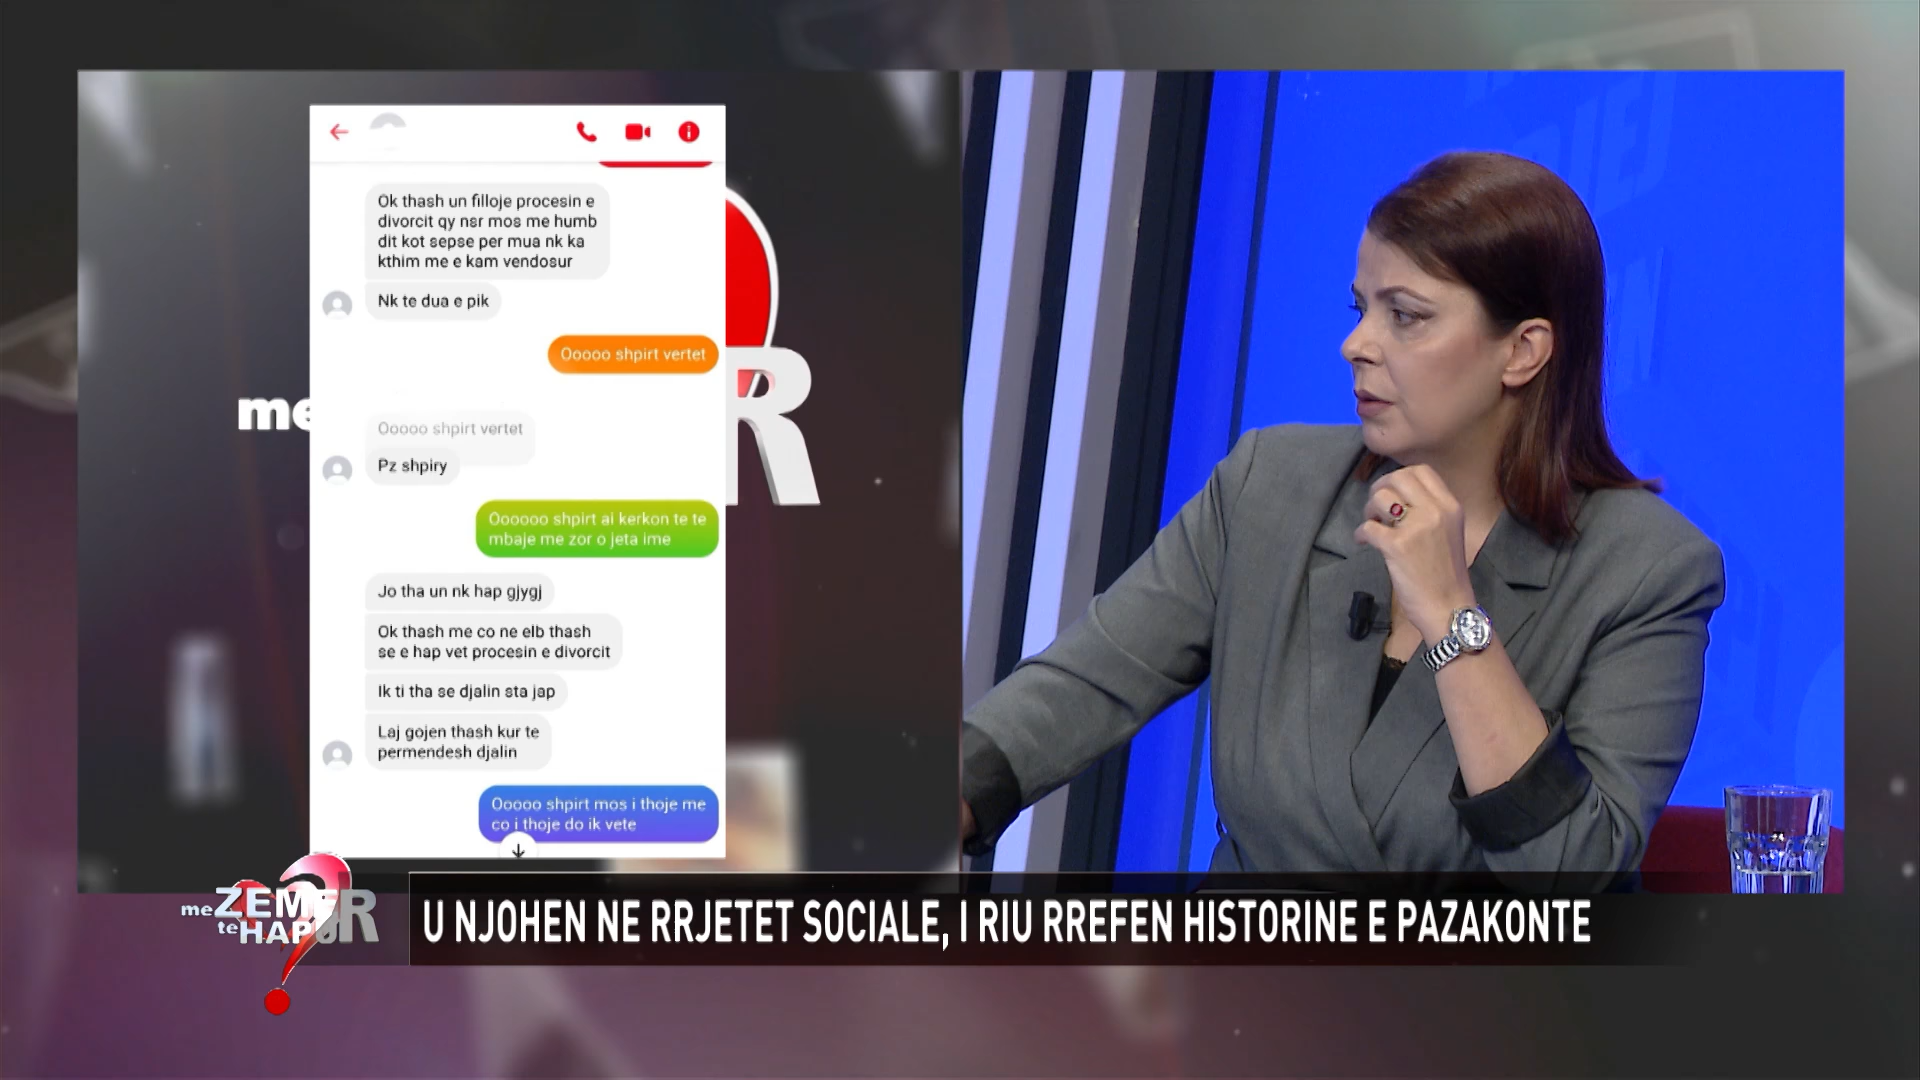 Ok thash un filloje procesin e
divorcit qy nsr mos me humb
dit kot sepse per mua nk ka
kthim me e kam vendosur
Nk te dua e pik
Ooooo shpirt vertet
Ooooo shpirt vertet
Pz shpiry
Oooooo shpirt ai kerkon te te
mbaje me zor o jeta ime
Jo tha un nk hap gjygj
Ok thash me co ne elb thash
se e hap vet procesin e divorcit
Ik ti tha se djalin sta jap
Laj gojen thash kur te
permendesh djalin
Ooooo shpirt mos i thoje me
co i thoje do ik vete
me
R
me ZEMER
te HAPUR
U NJOHEN NE RRJETET SOCIALE, I RIU RREFEN HISTORINE E PAZAKONTE